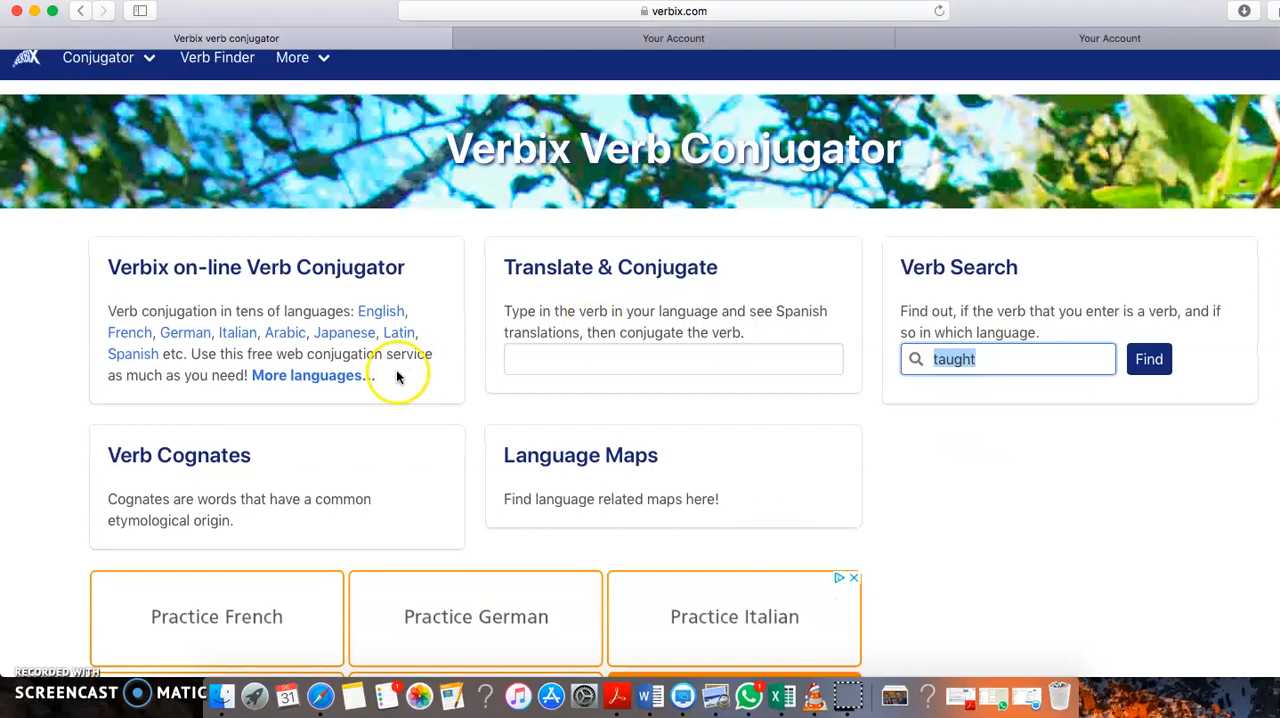 verbix.com
Verbix verb conjugator
Your Account
Your Account
VERBIX
Conjugator
Verb Finder
More
Verbix Verb Conjugator
Verbix on-line Verb Conjugator
Verb conjugation in tens of languages: English,
French, German, Italian, Arabic, Japanese, Latin,
Spanish etc. Use this free web conjugation service
as much as you need! More languages...
Translate & Conjugate
Type in the verb in your language and see Spanish
translations, then conjugate the verb.
Verb Search
Find out, if the verb that you enter is a verb, and if
so in which language.
taught
Find
Verb Cognates
Cognates are words that have a common
etymological origin.
Language Maps
Find language related maps here!
Practice French
Practice German
Practice Italian
RECORDED WITH
SCREENCAST MATIC
31
1
W
1
X